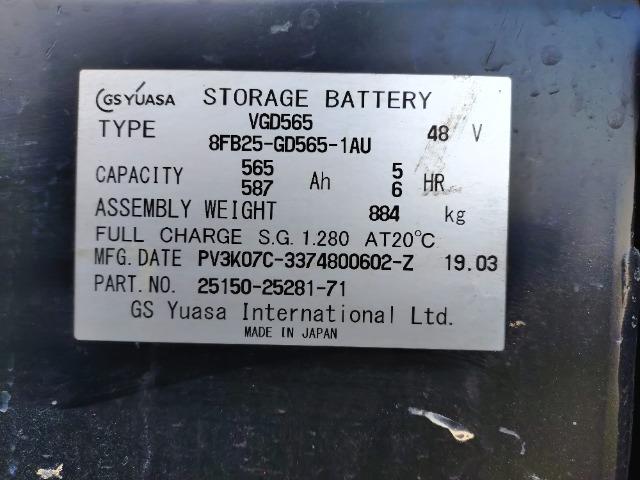 GS YUASA STORAGE BATTERY
TYPE VGD565 48 V
8FB25-GD565-1AU
CAPACITY 565 Ah 5 HR
587 6
ASSEMBLY WEIGHT 884 kg
FULL CHARGE S.G. 1.280 AT20°C
MFG. DATE PV3K07C-3374800602-Z 19.03
PART. NO. 25150-25281-71
GS Yuasa International Ltd.
MADE IN JAPAN